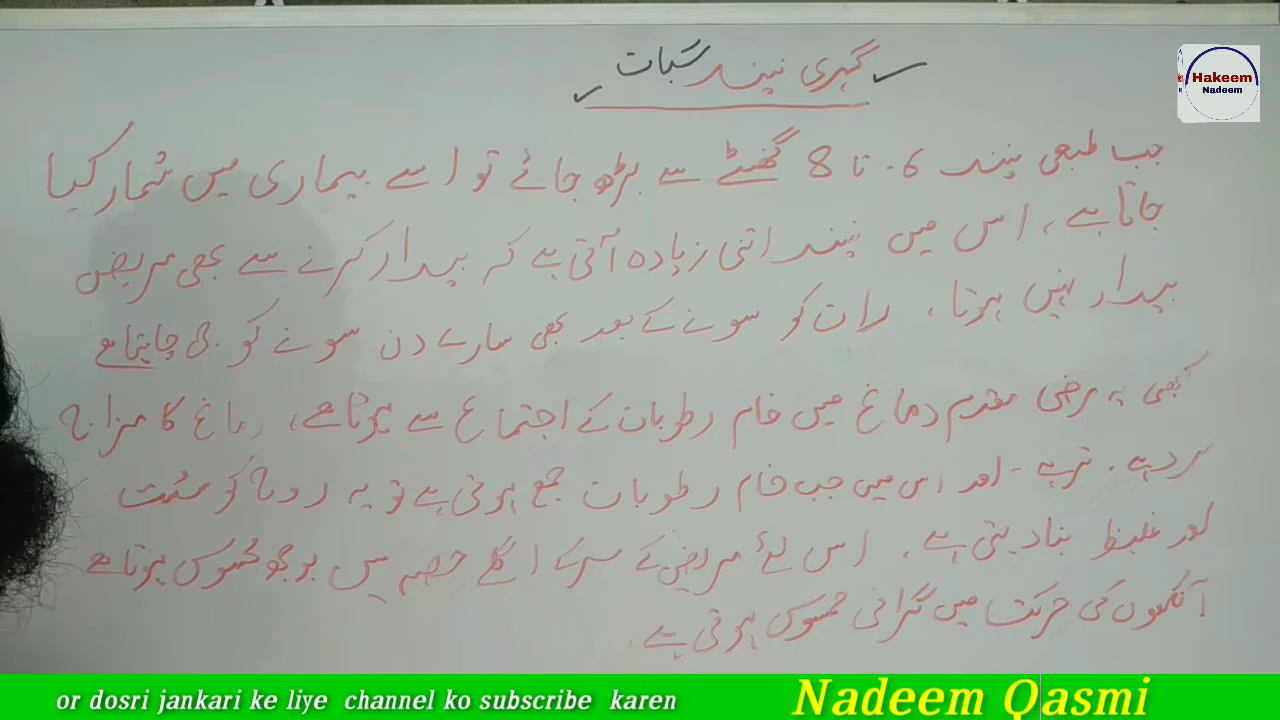 گہری نیند سُبات
Hakeem
Nadeem
جب طبعی نیند 6 تا 8 گھنٹے سے بڑھ جائے تو اسے بیماری میں شمار کیا
جاتا ہے، اس میں نیند اتنی زیادہ آتی ہے کہ بیدار کرنے سے بھی مریض
بیدار نہیں ہوتا، رات کو سونے کے بعد بھی سارے دن سونے کو جی چاہتا ہے
کبھی یہ مرض مقدم دماغ میں خام رطوبات کے اجتماع سے ہوتا ہے، دماغ کا مزاج
سرد ہے، تر ہے۔ اور اس میں جب خام رطوبات جمع ہوتی ہے تو یہ روح کو سست
اور غلیظ بنا دیتی ہے، اس لئے مریض کے سر کے اگلے حصہ میں بوجھ محسوس ہوتا ہے
آنکھوں کی حرکت میں گرانی محسوس ہوتی ہے۔
or dosri jankari ke liye channel ko subscribe karen
Nadeem Qasmi